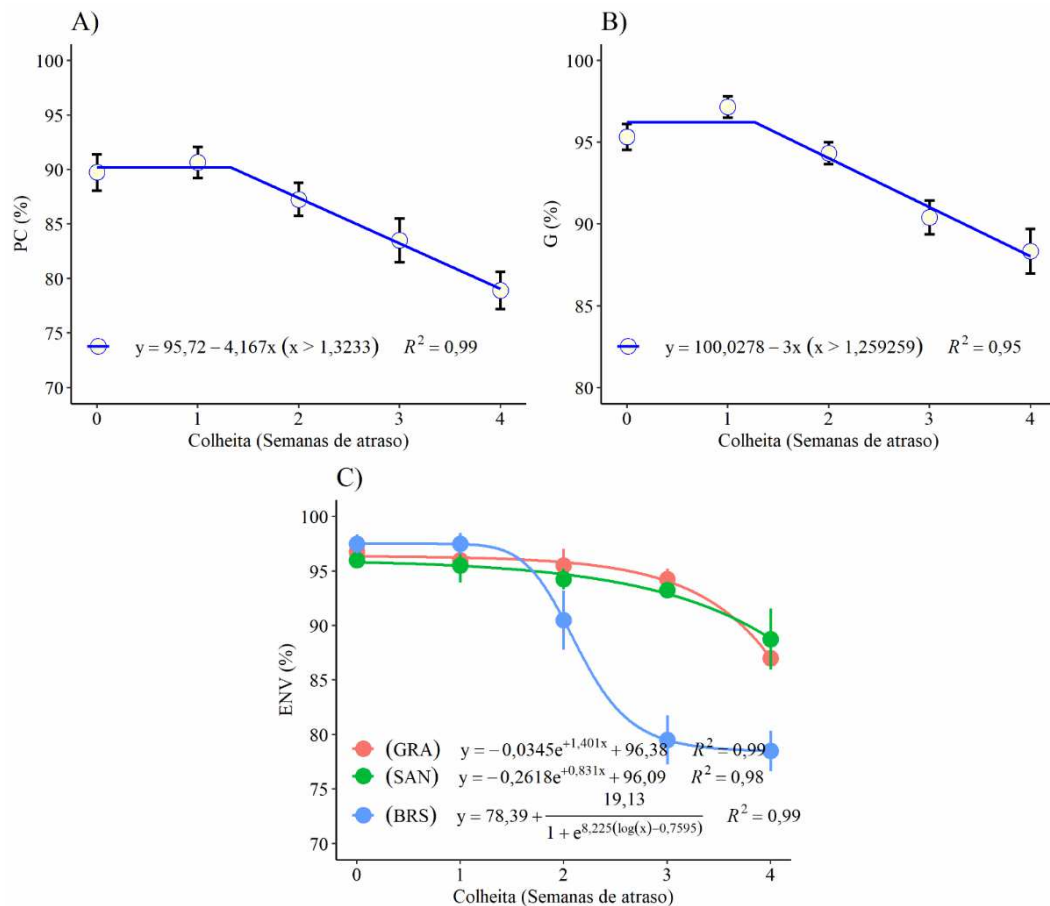 A)
100
95
90
85
80
75
70
PC (%)
y = 95,72 − 4,167x (x > 1,3233) R² = 0,99
0 1 2 3 4
Colheita (Semanas de atraso)
B)
100
95
90
85
80
G (%)
y = 100,0278 − 3x (x > 1,259259) R² = 0,95
0 1 2 3 4
Colheita (Semanas de atraso)
C)
100
95
90
85
80
75
70
ENV (%)
(GRA) y = −0,0345e^{+1,401x} + 96,38 R² = 0,99
(SAN) y = −0,2618e^{+0,831x} + 96,09 R² = 0,98
(BRS) y = 78,39 + 19,13 / (1 + e^{8,225(log(x)−0,7595)}) R² = 0,99
0 1 2 3 4
Colheita (Semanas de atraso)